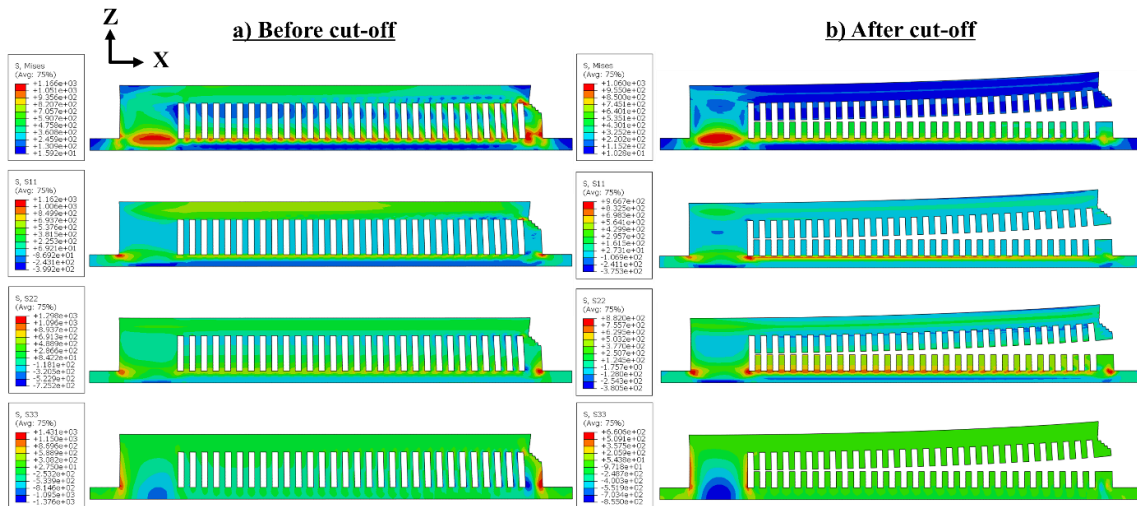 Z
X
a) Before cut-off
b) After cut-off
S, Mises
(Avg: 75%)
+1.166e+03
+1.051e+03
+9.356e+02
+8.207e+02
+7.057e+02
+5.907e+02
+4.758e+02
+3.608e+02
+2.459e+02
+1.309e+02
+1.592e+01
S, Mises
(Avg: 75%)
+1.060e+03
+9.550e+02
+8.500e+02
+7.451e+02
+6.401e+02
+5.351e+02
+4.301e+02
+3.252e+02
+2.202e+02
+1.152e+02
+1.028e+01
S, S11
(Avg: 75%)
+1.162e+03
+1.006e+03
+8.499e+02
+6.937e+02
+5.376e+02
+3.815e+02
+2.253e+02
+6.921e+01
-8.692e+01
-2.431e+02
-3.992e+02
S, S11
(Avg: 75%)
+9.667e+02
+8.325e+02
+6.983e+02
+5.641e+02
+4.299e+02
+2.957e+02
+1.615e+02
+2.731e+01
-1.069e+02
-2.411e+02
-3.753e+02
S, S22
(Avg: 75%)
+1.298e+03
+1.096e+03
+8.937e+02
+6.913e+02
+4.889e+02
+2.866e+02
+8.422e+01
-1.181e+02
-3.205e+02
-5.229e+02
-7.252e+02
S, S22
(Avg: 75%)
+8.820e+02
+7.557e+02
+6.295e+02
+5.032e+02
+3.770e+02
+2.507e+02
+1.245e+02
-1.757e+00
-1.280e+02
-2.543e+02
-3.805e+02
S, S33
(Avg: 75%)
+1.431e+03
+1.150e+03
+8.696e+02
+5.889e+02
+3.082e+02
+2.750e+01
-2.532e+02
-5.339e+02
-8.146e+02
-1.095e+03
-1.376e+03
S, S33
(Avg: 75%)
+6.606e+02
+5.091e+02
+3.575e+02
+2.059e+02
+5.438e+01
-9.718e+01
-2.487e+02
-4.003e+02
-5.519e+02
-7.034e+02
-8.550e+02